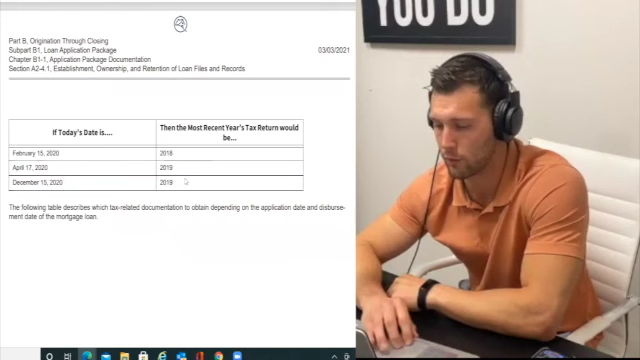 YOU DO
Part B, Origination Through Closing
Subpart B1, Loan Application Package
Chapter B1-1, Application Package Documentation
Section A2-4.1, Establishment, Ownership, and Retention of Loan Files and Records
03/03/2021
If Today's Date is....
Then the Most Recent Year's Tax Return would
be...
February 15, 2020
2018
April 17, 2020
2019
December 15, 2020
2019
The following table describes which tax-related documentation to obtain depending on the application date and disburse-
ment date of the mortgage loan.